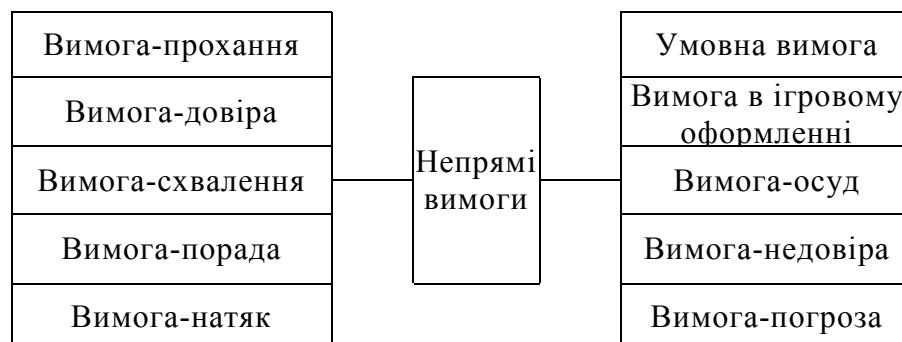 Вимога-прохання
Вимога-довіра
Вимога-схвалення
Вимога-порада
Вимога-натяк
Непрямі
вимоги
Умовна вимога
Вимога в ігровому
оформленні
Вимога-осуд
Вимога-недовіра
Вимога-погроза